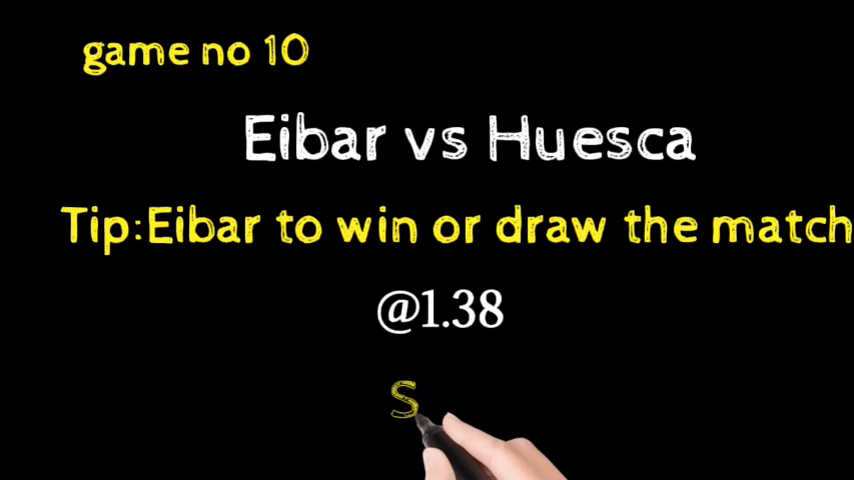 game no 10
Eibar vs Huesca
Tip:Eibar to win or draw the match
@1.38
S